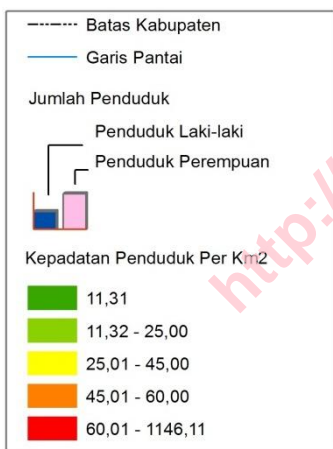 Batas Kabupaten
Garis Pantai
Jumlah Penduduk
Penduduk Laki-laki
Penduduk Perempuan
Kepadatan Penduduk Per Km2
11,31
11,32 - 25,00
25,01 - 45,00
45,01 - 60,00
60,01 - 1146,11
http:/